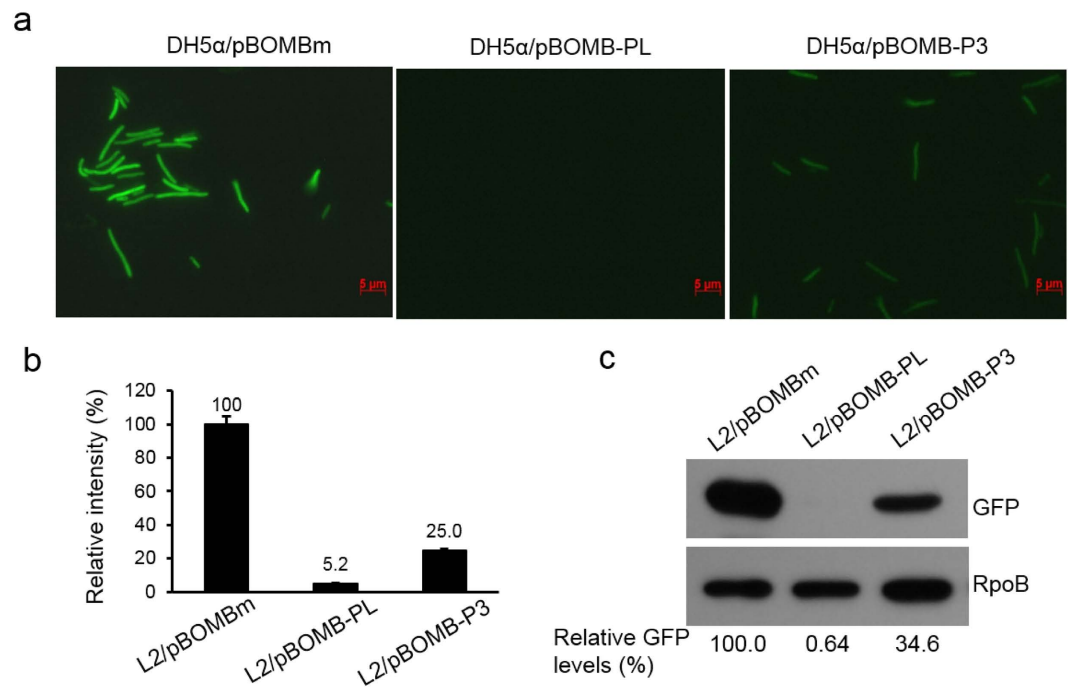 a
DH5α/pBOMBm
DH5α/pBOMB-PL
DH5α/pBOMB-P3
5 µm
5 µm
5 µm
b
Relative intensity (%)
120
100
80
60
40
20
0
100
5.2
25.0
L2/pBOMBm
L2/pBOMB-PL
L2/pBOMB-P3
c
L2/pBOMBm
L2/pBOMB-PL
L2/pBOMB-P3
GFP
RpoB
Relative GFP
levels (%)
100.0
0.64
34.6